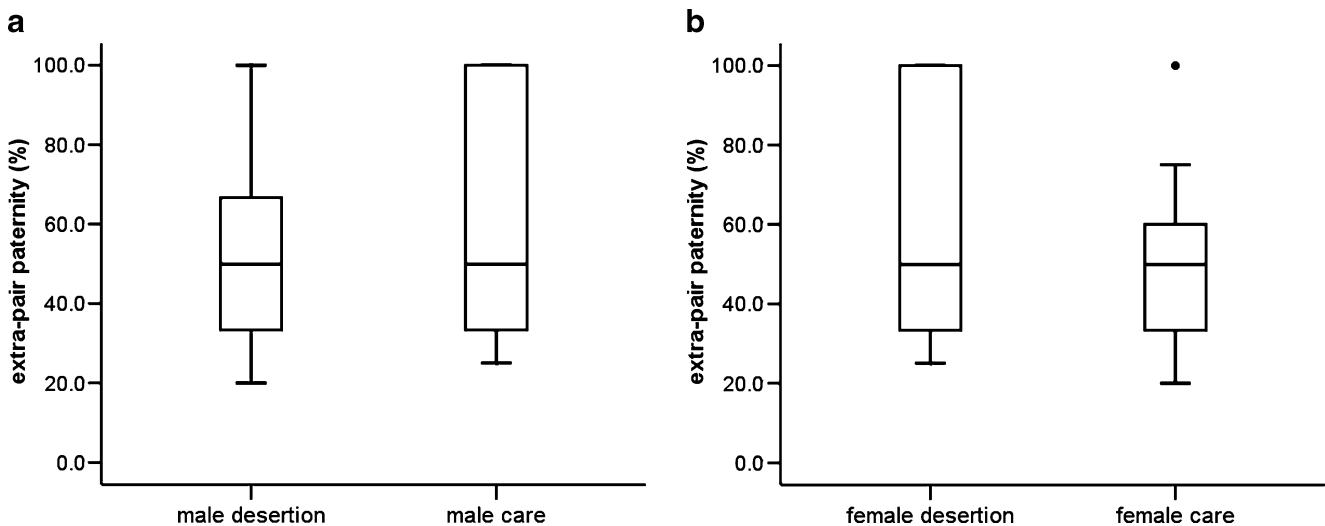 a
extra-pair paternity (%)
100.0
80.0
60.0
40.0
20.0
0.0
male desertion
male care
b
extra-pair paternity (%)
100.0
80.0
60.0
40.0
20.0
0.0
female desertion
female care